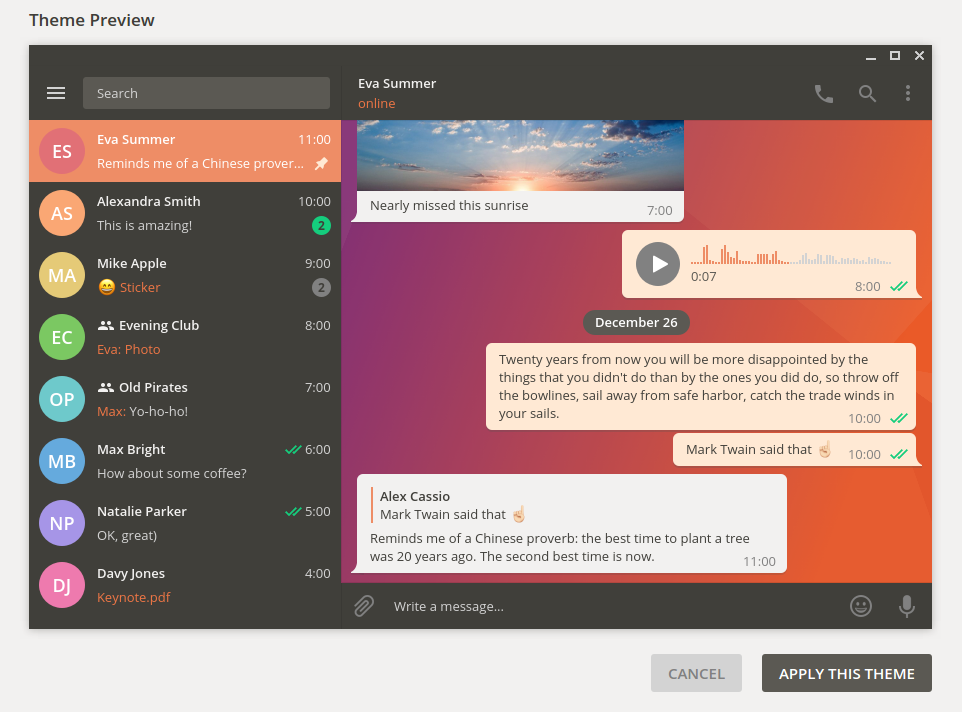 Theme Preview
Search
Eva Summer
online
ES
Eva Summer
11:00
Reminds me of a Chinese prover...
AS
Alexandra Smith
10:00
This is amazing!
2
MA
Mike Apple
9:00
😄 Sticker
2
EC
Evening Club
8:00
Eva: Photo
OP
Old Pirates
7:00
Max: Yo-ho-ho!
MB
Max Bright
6:00
How about some coffee?
NP
Natalie Parker
5:00
OK, great)
DJ
Davy Jones
4:00
Keynote.pdf
Nearly missed this sunrise
7:00
0:07
8:00
December 26
Twenty years from now you will be more disappointed by the
things that you didn't do than by the ones you did do, so throw off
the bowlines, sail away from safe harbor, catch the trade winds in
your sails.
10:00
Mark Twain said that ☝🏻
10:00
Alex Cassio
Mark Twain said that ☝🏻
Reminds me of a Chinese proverb: the best time to plant a tree
was 20 years ago. The second best time is now.
11:00
Write a message...
CANCEL
APPLY THIS THEME